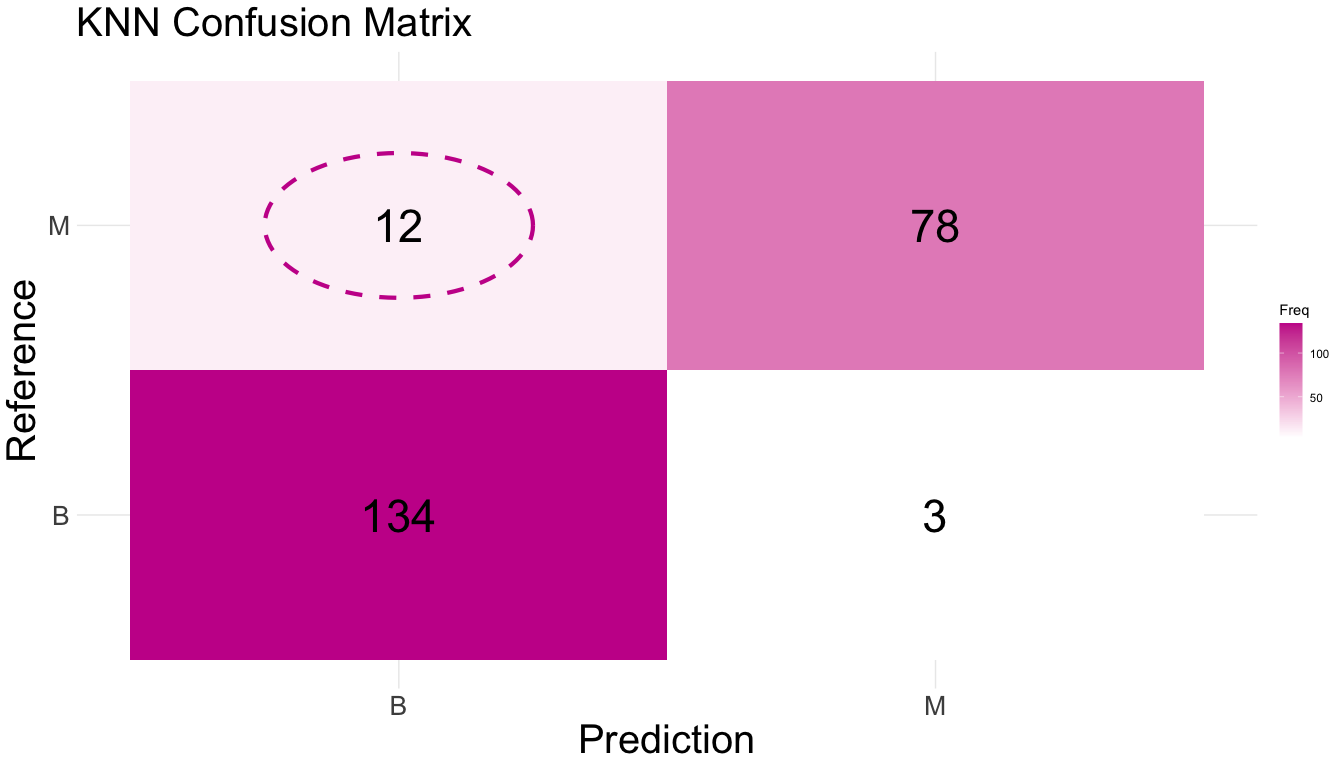 KNN Confusion Matrix
Reference
M
12
78
B
134
3
B
M
Prediction
Freq
100
50